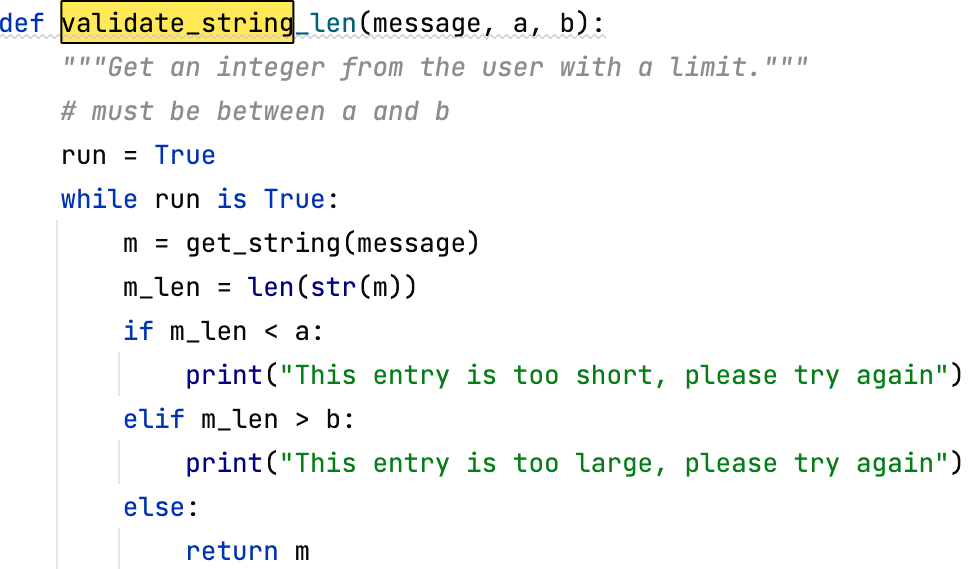 def validate_string_len(message, a, b):
    """Get an integer from the user with a limit."""
    # must be between a and b
    run = True
    while run is True:
        m = get_string(message)
        m_len = len(str(m))
        if m_len < a:
            print("This entry is too short, please try again")
        elif m_len > b:
            print("This entry is too large, please try again")
        else:
            return m